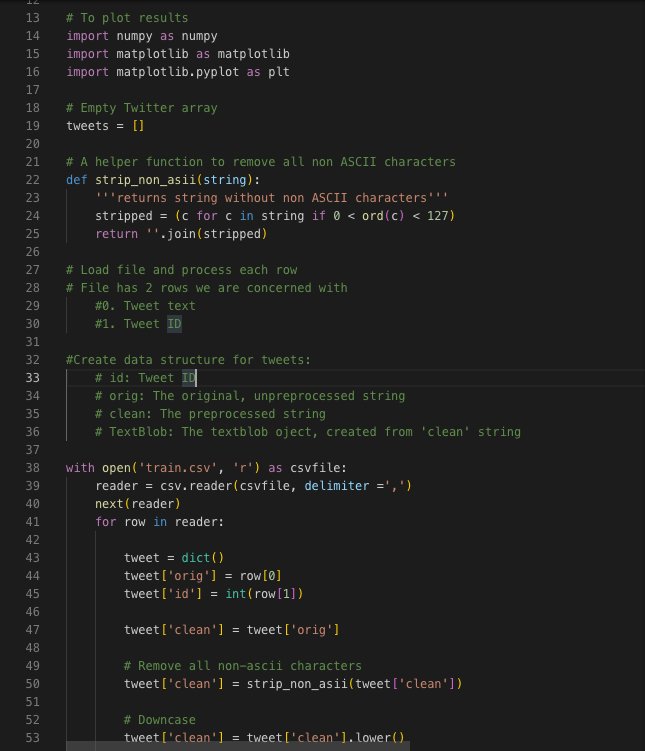 12
13 # To plot results
14 import numpy as numpy
15 import matplotlib as matplotlib
16 import matplotlib.pyplot as plt
17
18 # Empty Twitter array
19 tweets = []
20
21 # A helper function to remove all non ASCII characters
22 def strip_non_asii(string):
23     '''returns string without non ASCII characters'''
24     stripped = (c for c in string if 0 < ord(c) < 127)
25     return ''.join(stripped)
26
27 # Load file and process each row
28 # File has 2 rows we are concerned with
29     #0. Tweet text
30     #1. Tweet ID
31
32 #Create data structure for tweets:
33     # id: Tweet ID
34     # orig: The original, unpreprocessed string
35     # clean: The preprocessed string
36     # TextBlob: The textblob oject, created from 'clean' string
37
38 with open('train.csv', 'r') as csvfile:
39     reader = csv.reader(csvfile, delimiter =',')
40     next(reader)
41     for row in reader:
42
43         tweet = dict()
44         tweet['orig'] = row[0]
45         tweet['id'] = int(row[1])
46
47         tweet['clean'] = tweet['orig']
48
49         # Remove all non-ascii characters
50         tweet['clean'] = strip_non_asii(tweet['clean'])
51
52         # Downcase
53         tweet['clean'] = tweet['clean'].lower()